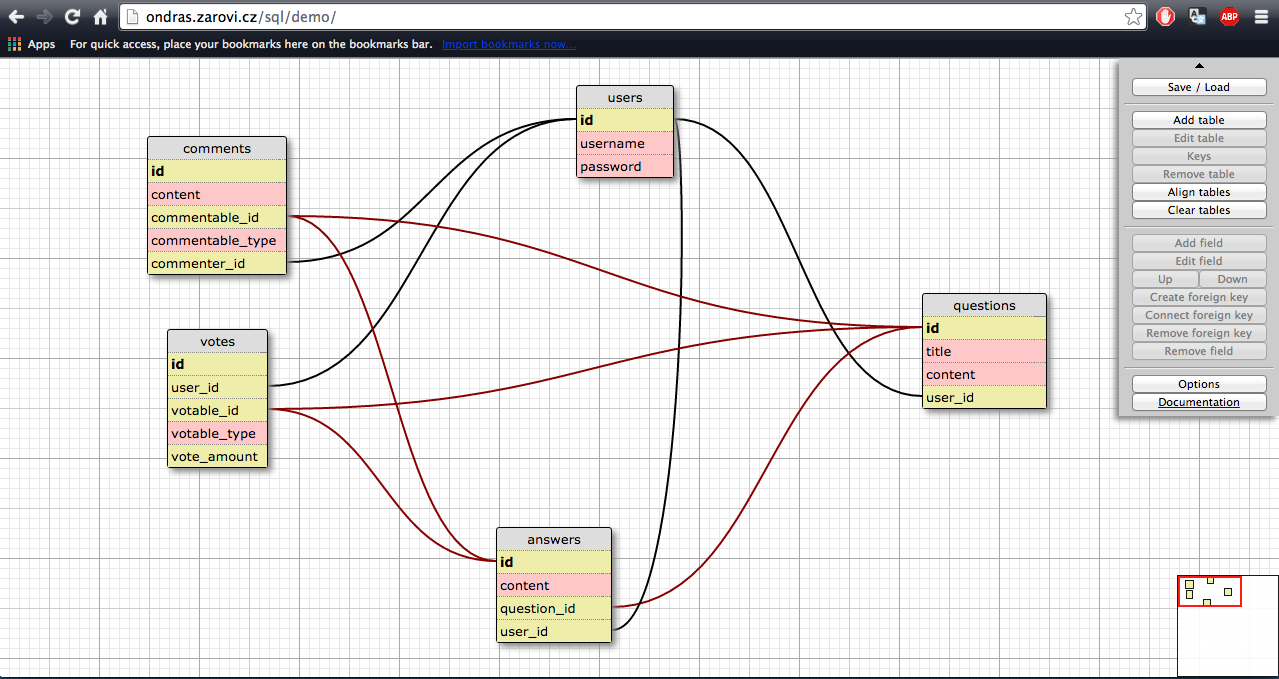 ondras.zarovi.cz/sql/demo/
ABP
Apps For quick access, place your bookmarks here on the bookmarks bar. Import bookmarks now...
users
id
username
password
comments
id
content
commentable_id
commentable_type
commenter_id
votes
id
user_id
votable_id
votable_type
vote_amount
questions
id
title
content
user_id
answers
id
content
question_id
user_id
Save / Load
Add table
Edit table
Keys
Remove table
Align tables
Clear tables
Add field
Edit field
Up Down
Create foreign key
Connect foreign key
Remove foreign key
Remove field
Options
Documentation